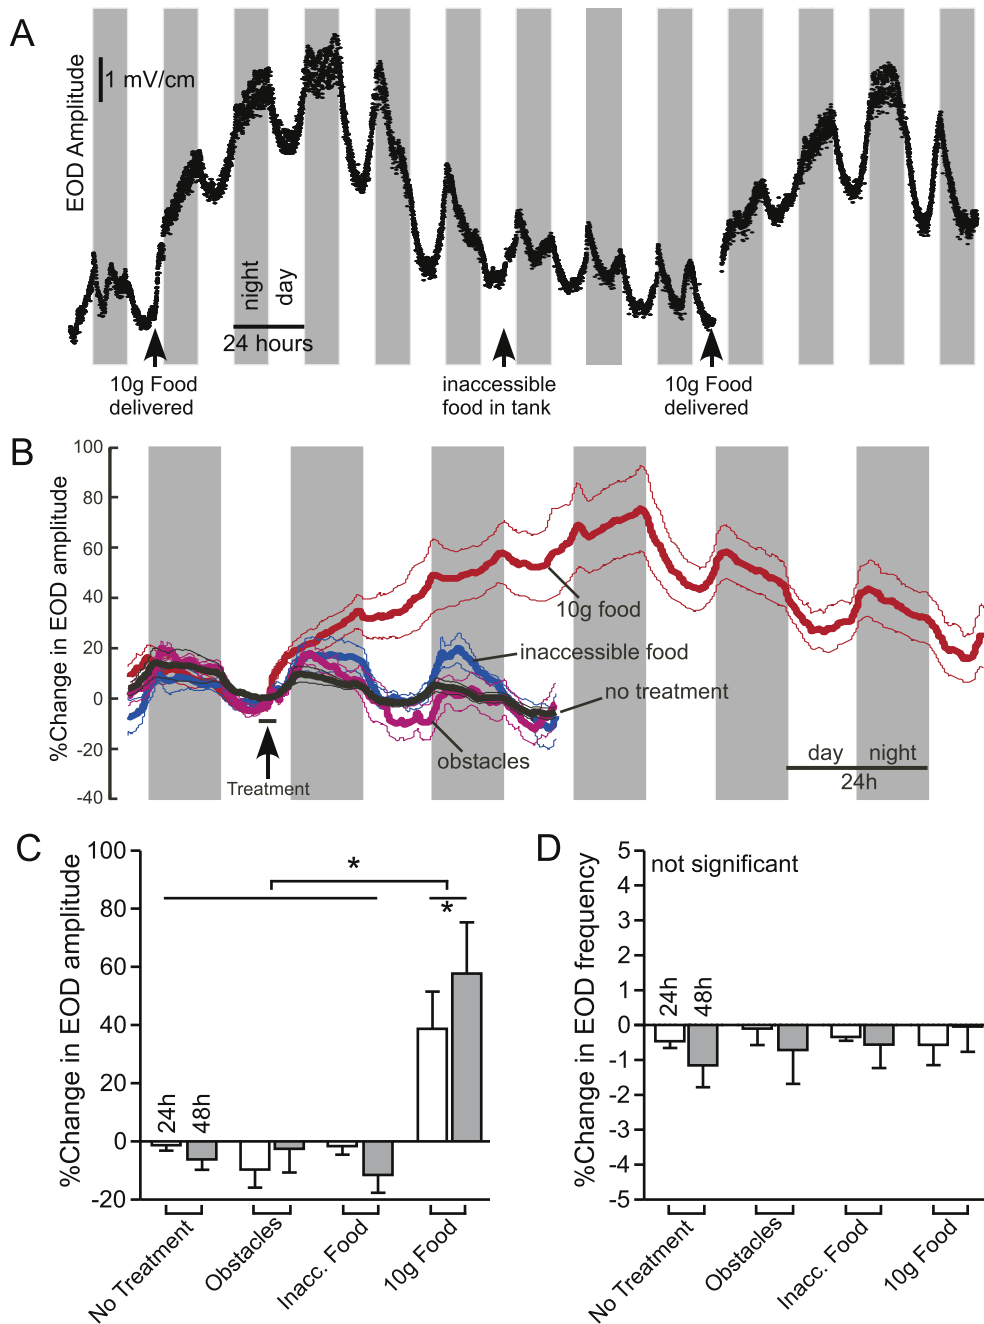 A
EOD Amplitude
1 mV/cm
night
day
24 hours
10g Food
delivered
inaccessible
food in tank
10g Food
delivered
B
%Change in EOD amplitude
100
80
60
40
20
0
-20
-40
10g food
inaccessible food
no treatment
obstacles
Treatment
day night
24h
C
%Change in EOD amplitude
100
80
60
40
20
0
-20
*
*
24h
48h
No Treatment
Obstacles
Inacc. Food
10g Food
D
%Change in EOD frequency
not significant
5
4
3
2
1
0
-1
-2
-3
-4
-5
24h
48h
No Treatment
Obstacles
Inacc. Food
10g Food